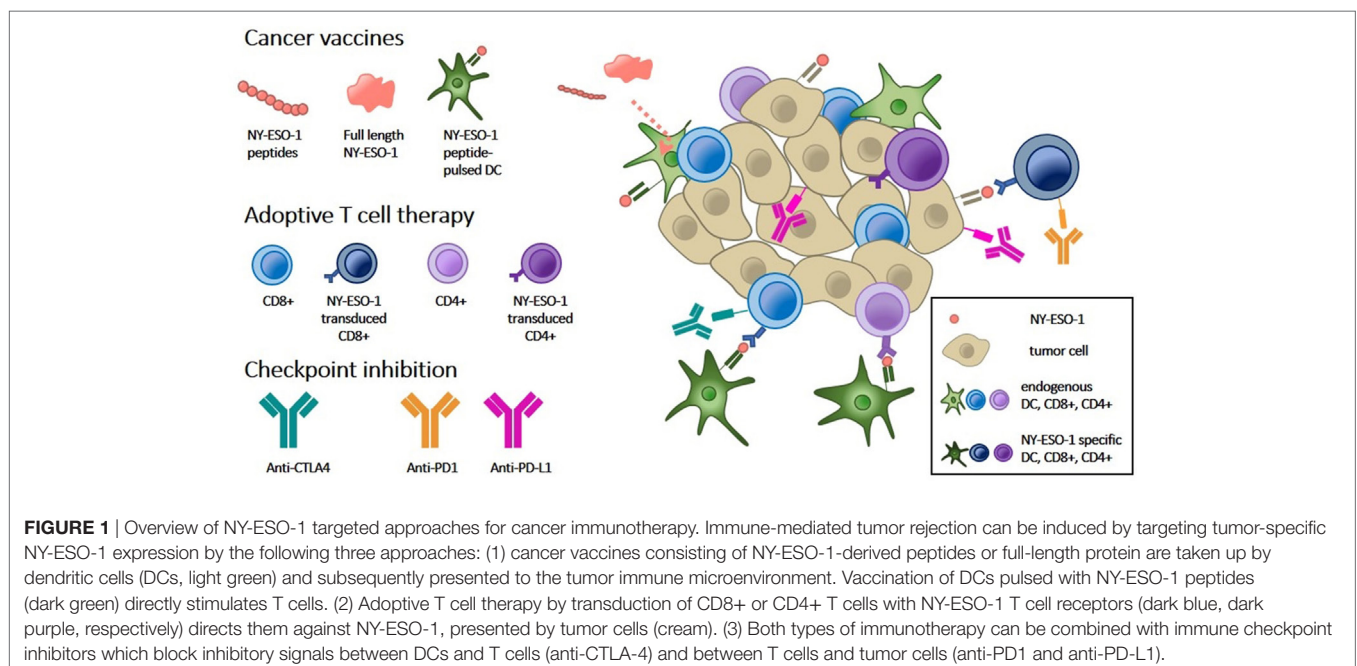 Cancer vaccines
NY-ESO-1
peptides
Full length
NY-ESO-1
NY-ESO-1
peptide-
pulsed DC
Adoptive T cell therapy
CD8+
NY-ESO-1
transduced
CD8+
CD4+
NY-ESO-1
transduced
CD4+
Checkpoint inhibition
Anti-CTLA4
Anti-PD1
Anti-PD-L1
NY-ESO-1
tumor cell
endogenous
DC, CD8+, CD4+
NY-ESO-1 specific
DC, CD8+, CD4+
FIGURE 1 | Overview of NY-ESO-1 targeted approaches for cancer immunotherapy. Immune-mediated tumor rejection can be induced by targeting tumor-specific
NY-ESO-1 expression by the following three approaches: (1) cancer vaccines consisting of NY-ESO-1-derived peptides or full-length protein are taken up by
dendritic cells (DCs, light green) and subsequently presented to the tumor immune microenvironment. Vaccination of DCs pulsed with NY-ESO-1 peptides
(dark green) directly stimulates T cells. (2) Adoptive T cell therapy by transduction of CD8+ or CD4+ T cells with NY-ESO-1 T cell receptors (dark blue, dark
purple, respectively) directs them against NY-ESO-1, presented by tumor cells (cream). (3) Both types of immunotherapy can be combined with immune checkpoint
inhibitors which block inhibitory signals between DCs and T cells (anti-CTLA-4) and between T cells and tumor cells (anti-PD1 and anti-PD-L1).